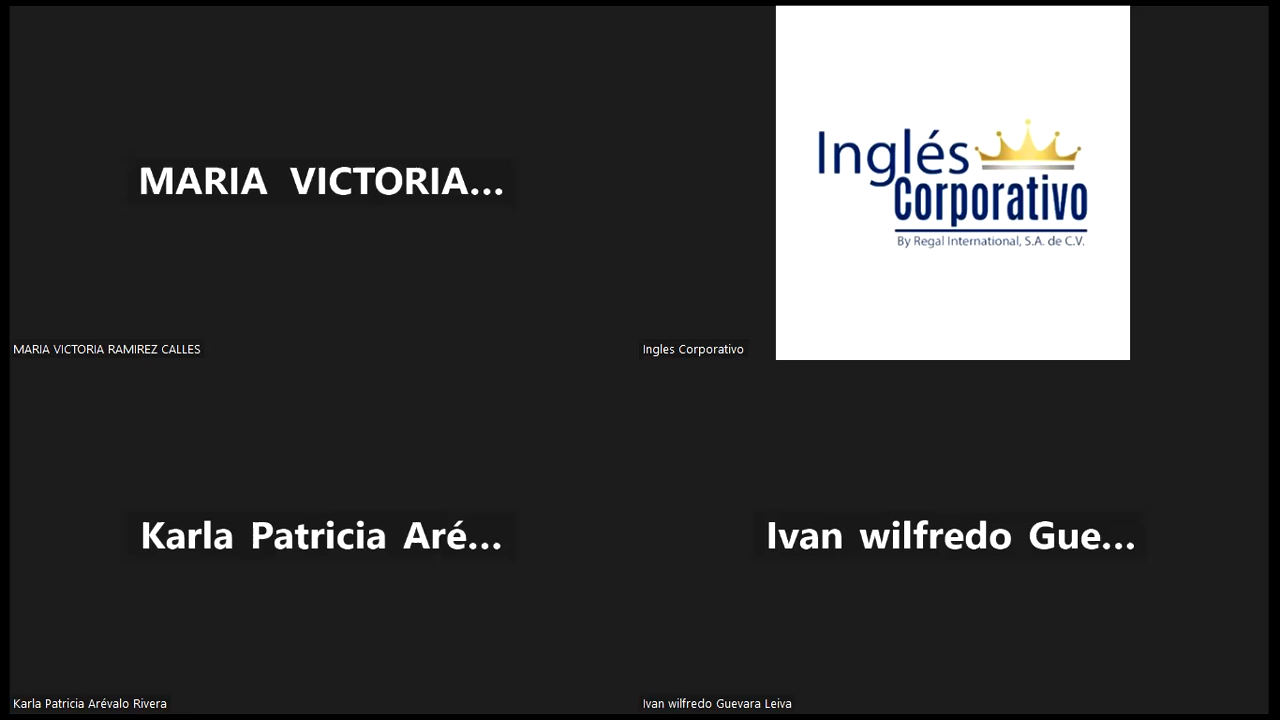 MARIA VICTORIA...
MARIA VICTORIA RAMIREZ CALLES
Inglés
Corporativo
By Regal International, S.A. de C.V.
Ingles Corporativo
Karla Patricia Aré...
Karla Patricia Arévalo Rivera
Ivan wilfredo Gue...
Ivan wilfredo Guevara Leiva